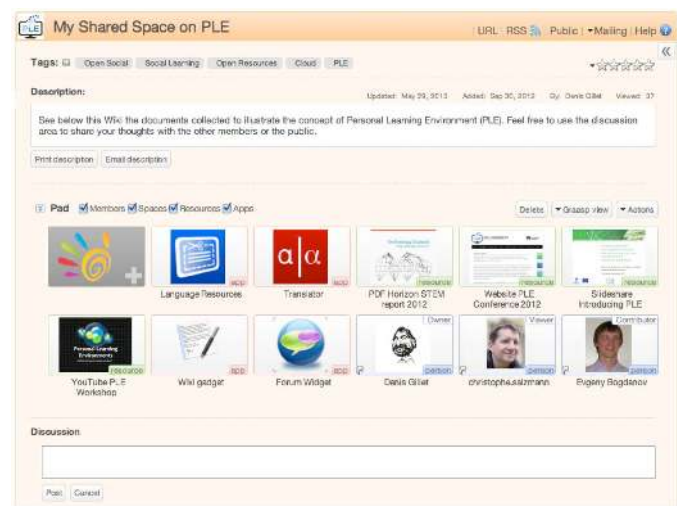 PLE My Shared Space on PLE
URL RSS Public Mailing Help
Tags: Open Social Social Learning Open Resources Cloud PLE
Description:
Updated: May 29, 2013 Added: Sep 30, 2012 By: Denis Gillet Viewed: 37
See below this Wiki the documents collected to illustrate the concept of Personal Learning Environment (PLE). Feel free to use the discussion
area to share your thoughts with the other members or the public.
Print description Email description
Pad Members Spaces Resources Apps
Delete Graasp view Actions
app app resource resource resource
Language Resources Translator PDF Horizon STEM Website PLE Slideshare
report 2012 Conference 2012 Introducing PLE
Owner Viewer Contributor
Personal Learning
Environments
resource app app person person person
YouTube PLE Wiki gadget Forum Widget Denis Gillet christophe.salzmann Evgeny Bogdanov
Workshop
Discussion
Post Cancel